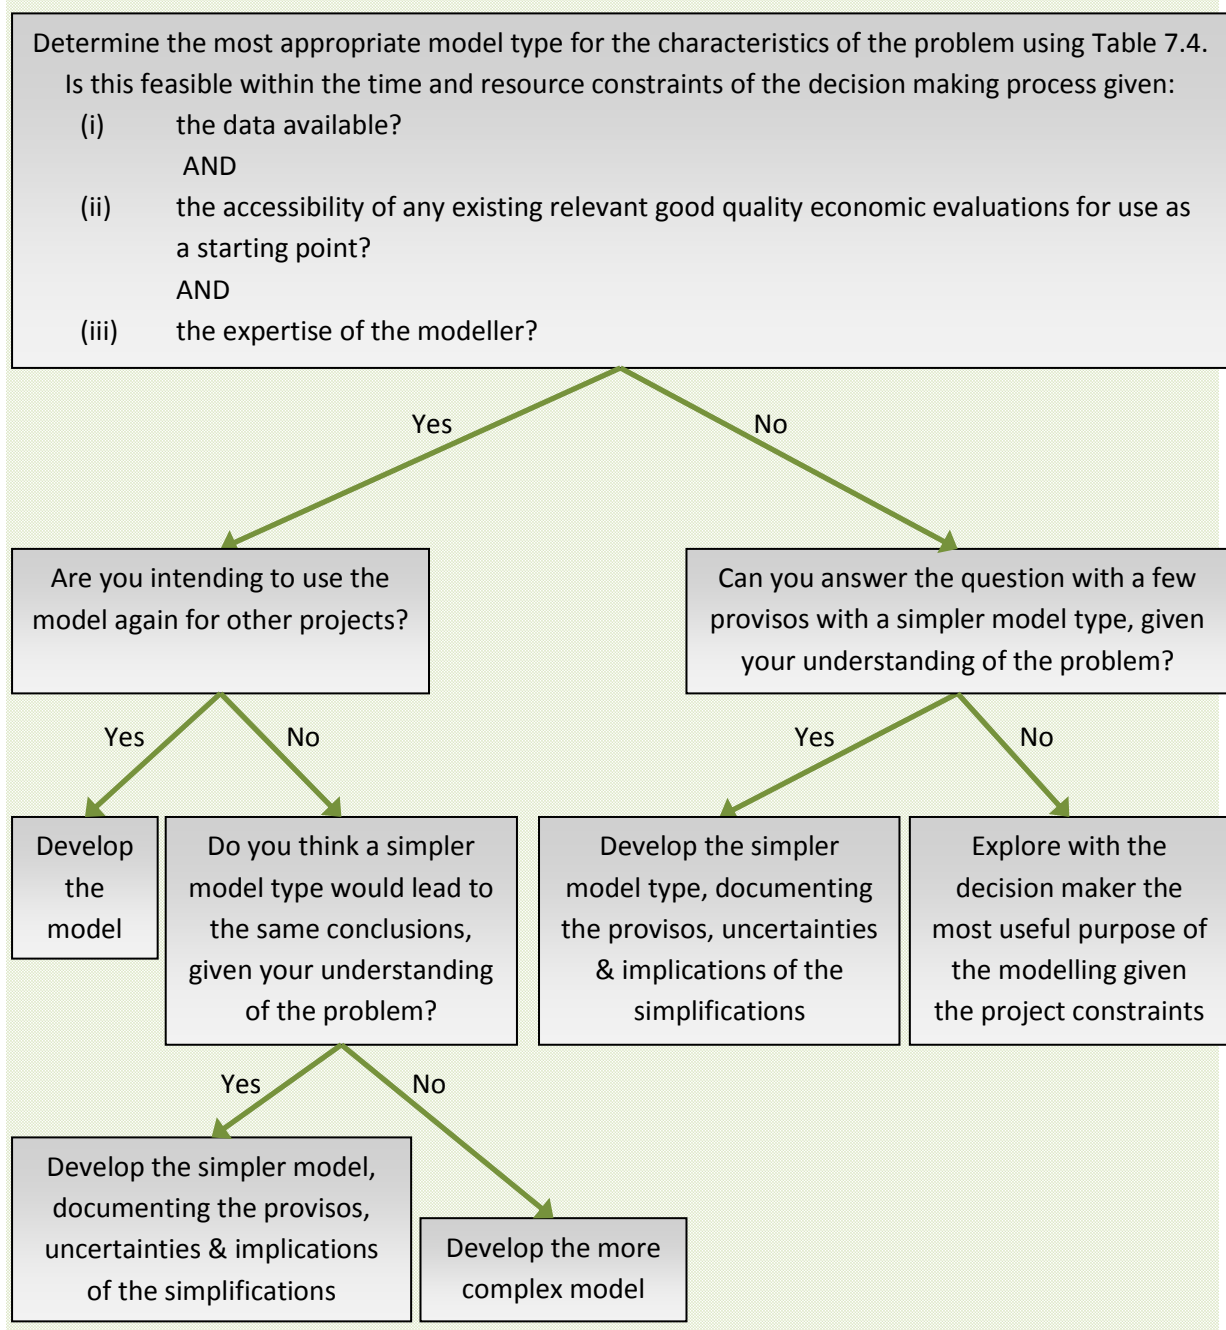 Determine the most appropriate model type for the characteristics of the problem using Table 7.4.
Is this feasible within the time and resource constraints of the decision making process given:
(i) the data available?
AND
(ii) the accessibility of any existing relevant good quality economic evaluations for use as
a starting point?
AND
(iii) the expertise of the modeller?
Yes
No
Are you intending to use the
model again for other projects?
Can you answer the question with a few
provisos with a simpler model type, given
your understanding of the problem?
Yes
No
Yes
No
Develop
the
model
Do you think a simpler
model type would lead to
the same conclusions,
given your understanding
of the problem?
Develop the simpler
model type, documenting
the provisos, uncertainties
& implications of the
simplifications
Explore with the
decision maker the
most useful purpose of
the modelling given
the project constraints
Yes
No
Develop the simpler model,
documenting the provisos,
uncertainties & implications
of the simplifications
Develop the more
complex model